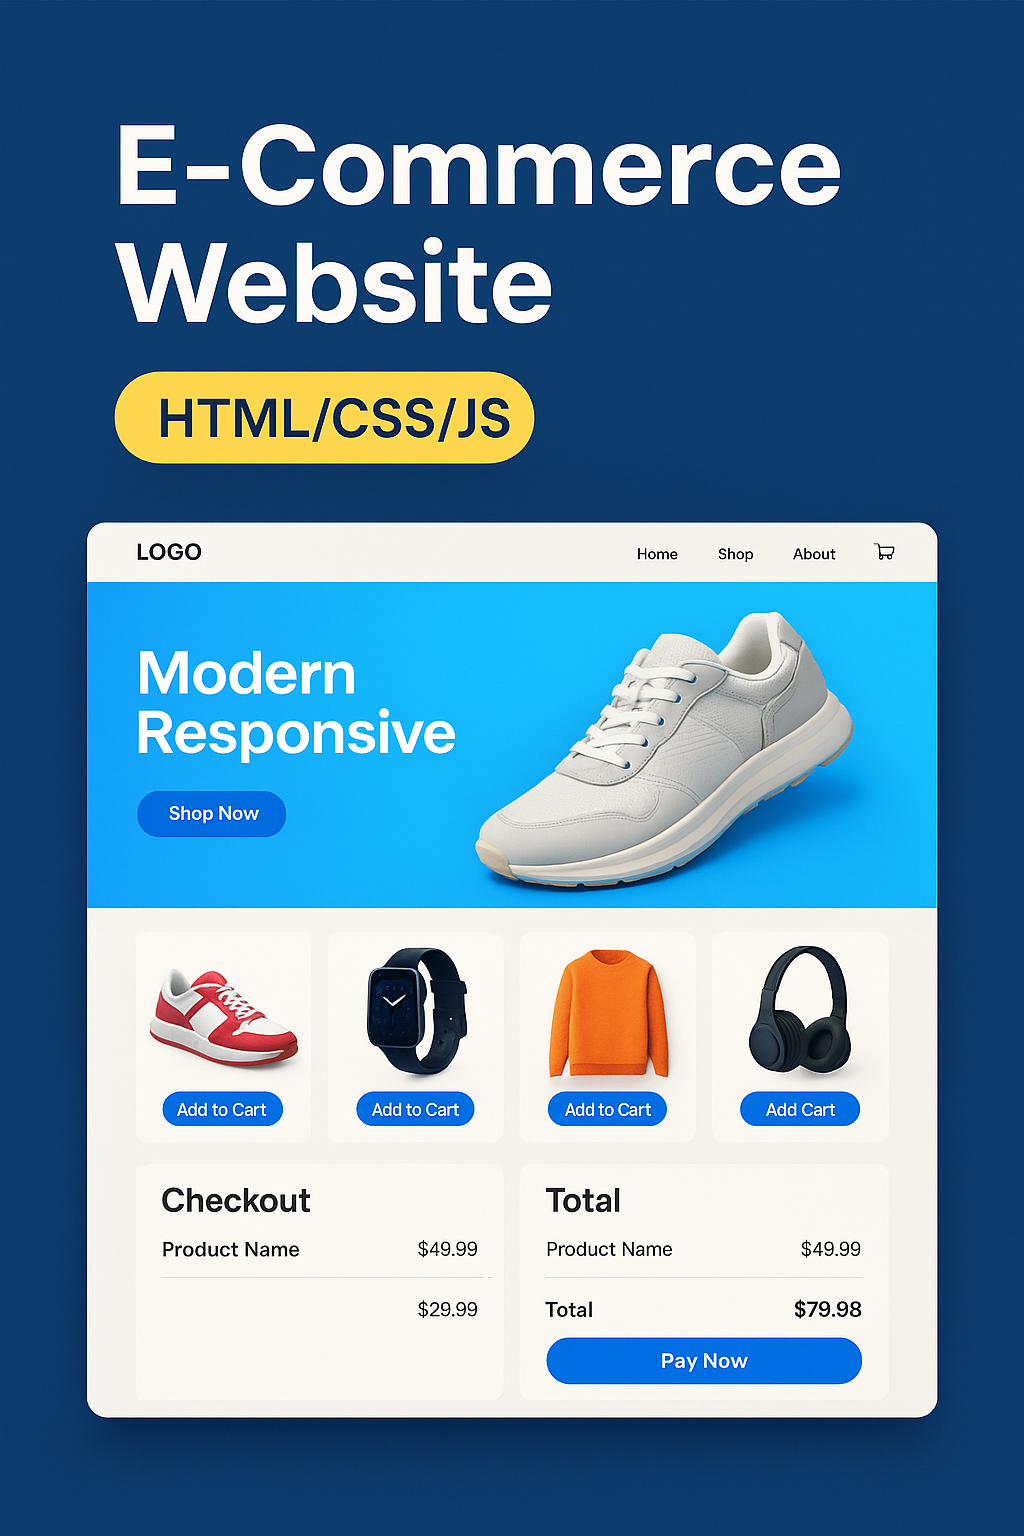 E-Commerce
Website
HTML/CSS/JS
LOGO
Home Shop About
Modern
Responsive
Shop Now
Add to Cart Add to Cart Add to Cart Add Cart
Checkout
Product Name $49.99
$29.99
Total
Product Name $49.99
Total $79.98
Pay Now